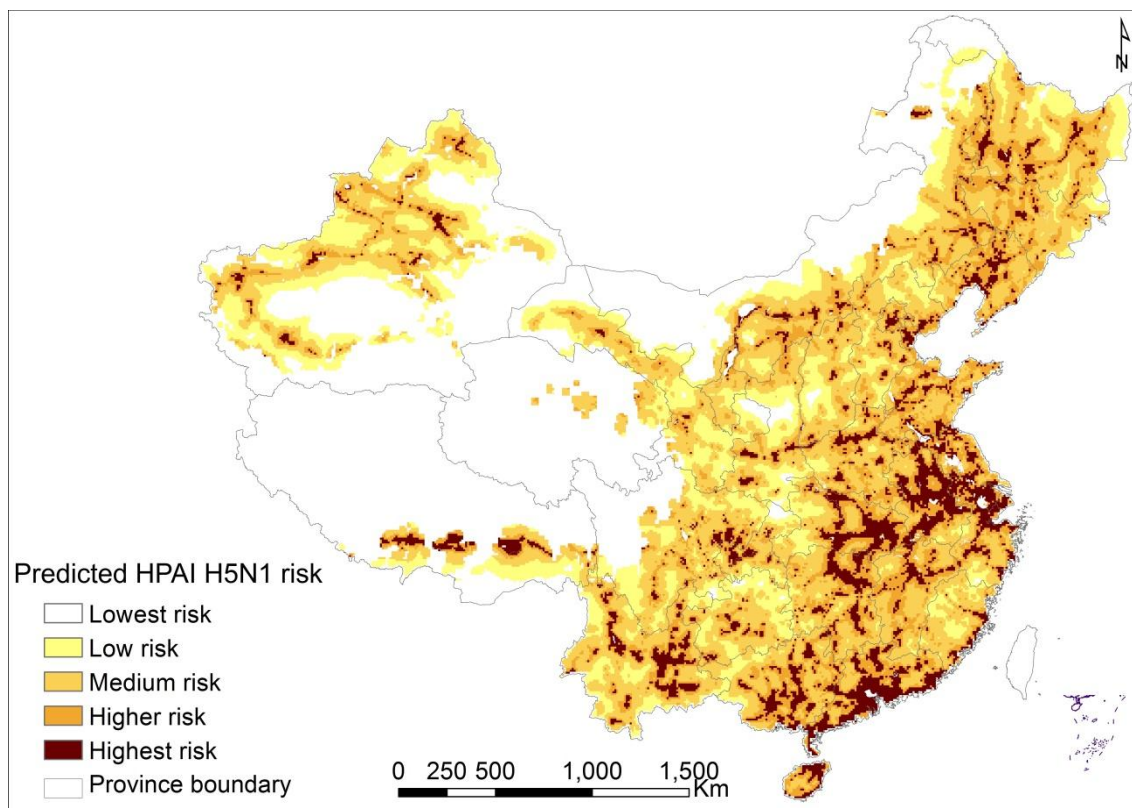 N
Predicted HPAI H5N1 risk
Lowest risk
Low risk
Medium risk
Higher risk
Highest risk
Province boundary
0 250 500 1,000 1,500
Km